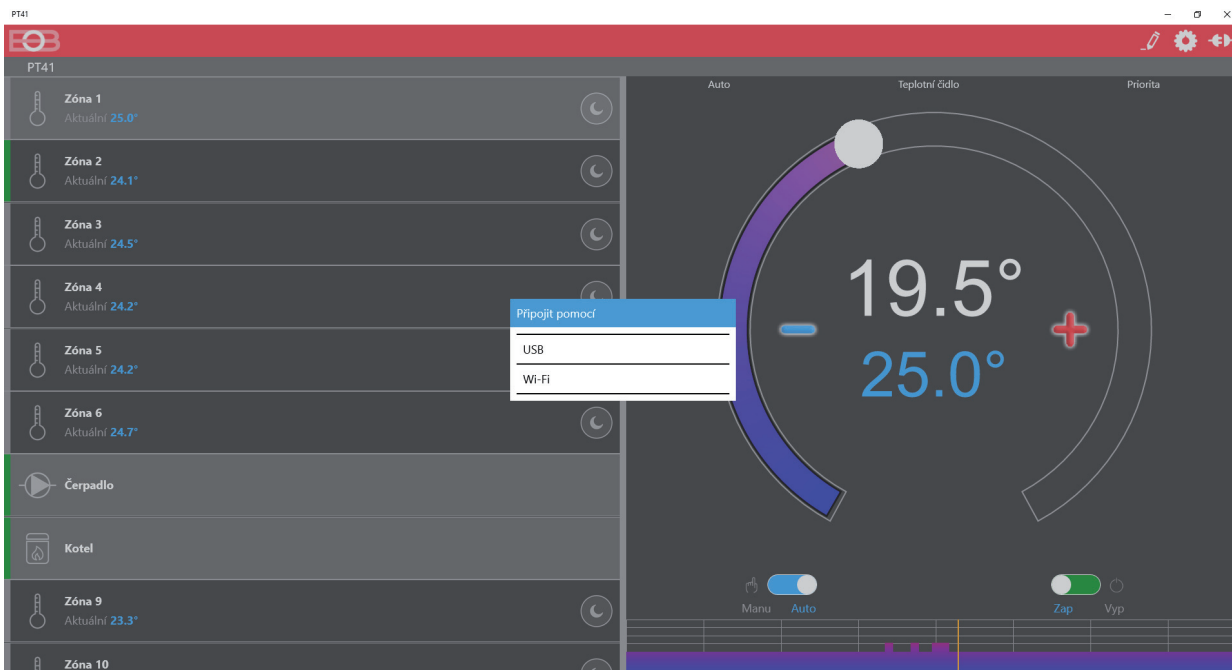 PT41
EOB
PT41
Zóna 1
Aktuální 25.0°
Zóna 2
Aktuální 24.1°
Zóna 3
Aktuální 24.5°
Zóna 4
Aktuální 24.2°
Zóna 5
Aktuální 24.2°
Zóna 6
Aktuální 24.7°
Čerpadlo
Kotel
Zóna 9
Aktuální 23.3°
Zóna 10
Připojit pomocí
USB
Wi-Fi
Auto Teplotní čidlo Priorita
19.5°
25.0°
Manu Auto Zap Vyp